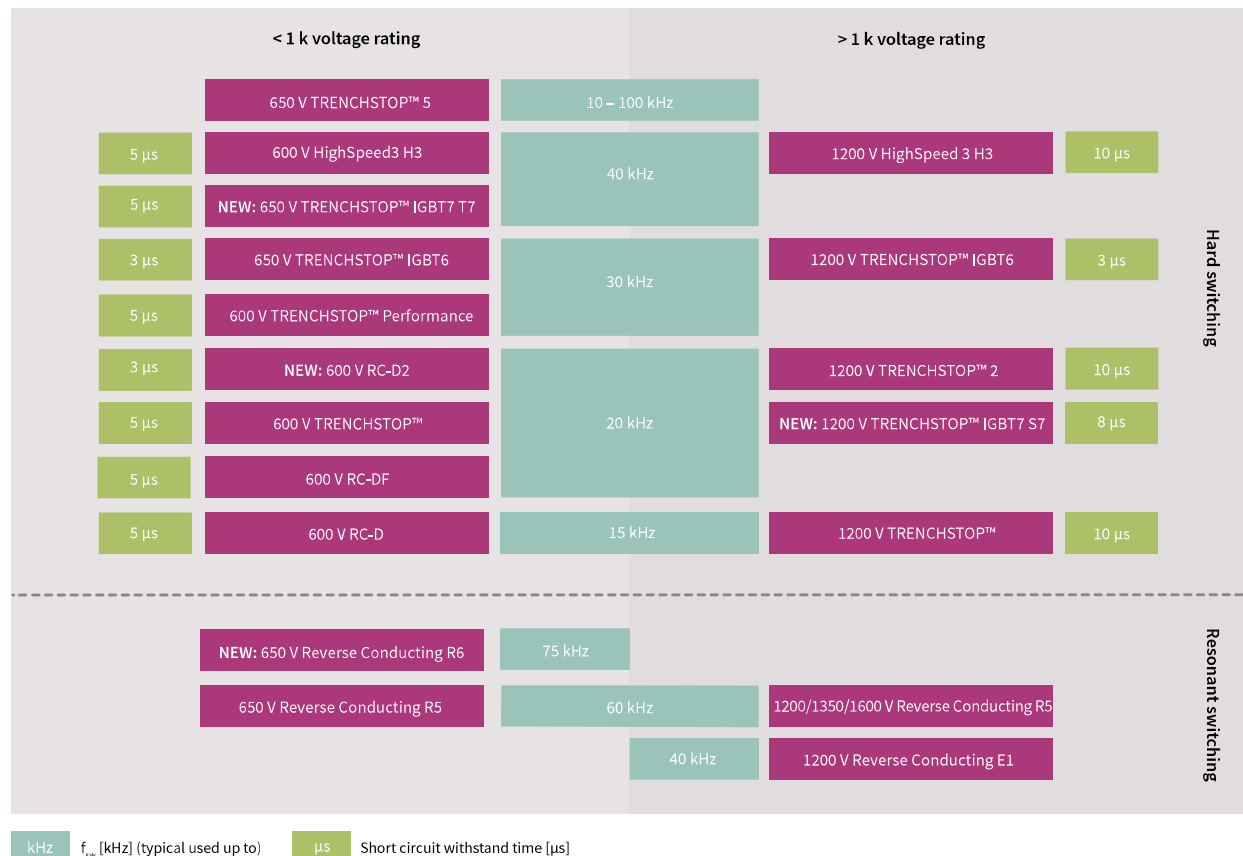 < 1 k voltage rating
> 1 k voltage rating
650 V TRENCHSTOP™ 5
10 – 100 kHz
5 µs
600 V HighSpeed3 H3
40 kHz
1200 V HighSpeed 3 H3
10 µs
5 µs
NEW: 650 V TRENCHSTOP™ IGBT7 T7
3 µs
650 V TRENCHSTOP™ IGBT6
30 kHz
1200 V TRENCHSTOP™ IGBT6
3 µs
5 µs
600 V TRENCHSTOP™ Performance
3 µs
NEW: 600 V RC-D2
1200 V TRENCHSTOP™ 2
10 µs
5 µs
600 V TRENCHSTOP™
20 kHz
NEW: 1200 V TRENCHSTOP™ IGBT7 S7
8 µs
5 µs
600 V RC-DF
5 µs
600 V RC-D
15 kHz
1200 V TRENCHSTOP™
10 µs
Hard switching
NEW: 650 V Reverse Conducting R6
75 kHz
650 V Reverse Conducting R5
60 kHz
1200/1350/1600 V Reverse Conducting R5
40 kHz
1200 V Reverse Conducting E1
Resonant switching
kHz
fsw [kHz] (typical used up to)
µs
Short circuit withstand time [µs]